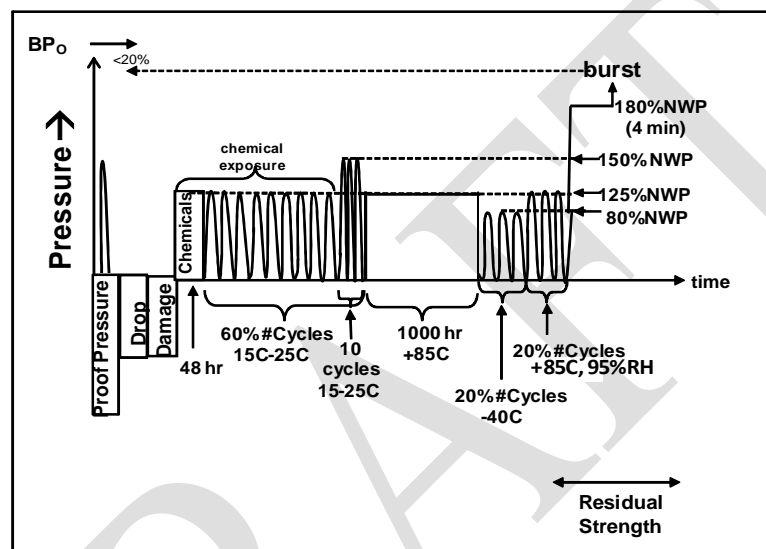 BPO
<20%
burst
180%NWP
(4 min)
Pressure →
chemical
exposure
150%NWP
125%NWP
80%NWP
Chemicals
time
Proof Pressure
Drop
Damage
48 hr
60%#Cycles
15C-25C
10
cycles
15-25C
1000 hr
+85C
20%#Cycles
-40C
20%#Cycles
+85C, 95%RH
Residual
Strength
DRAFT